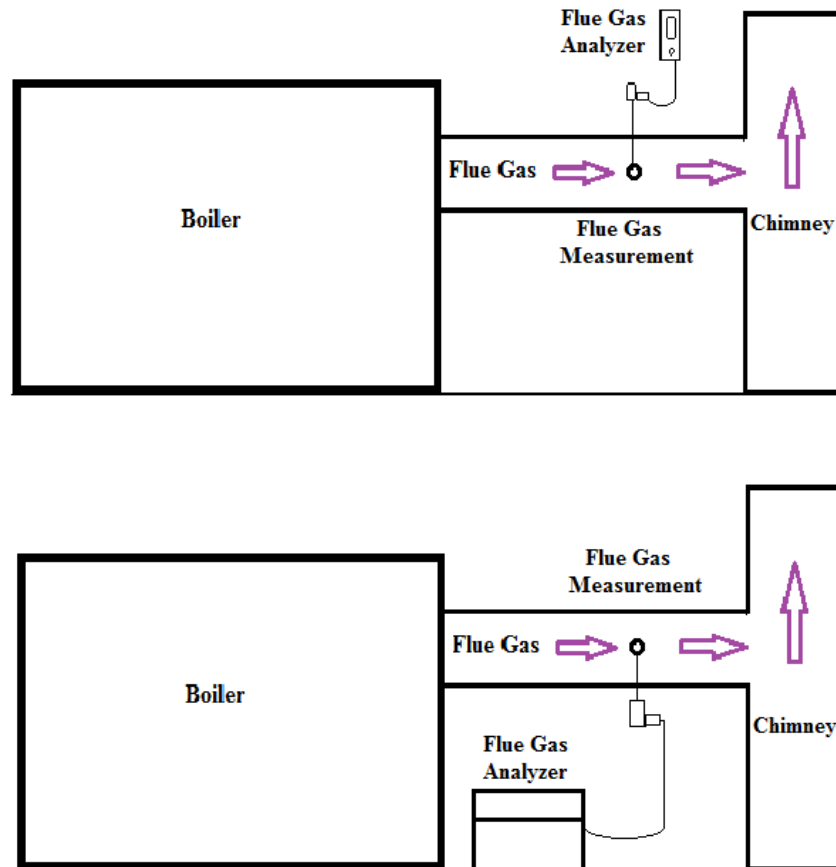 Flue Gas
Analyzer
Flue Gas
Boiler
Chimney
Flue Gas
Measurement
Flue Gas
Measurement
Flue Gas
Boiler
Chimney
Flue Gas
Analyzer